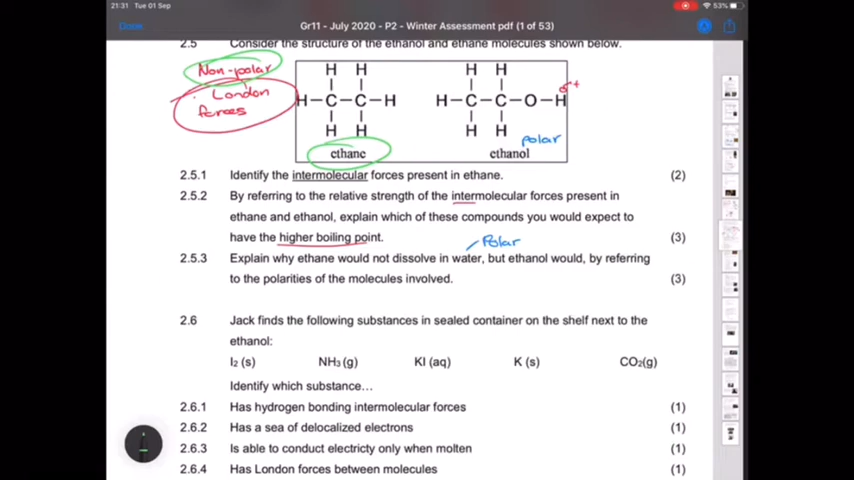 21:31 Tue 01 Sep
53%
Done
Gr11 - July 2020 - P2 - Winter Assessment pdf (1 of 53)
2.5 Consider the structure of the ethanol and ethane molecules shown below.
Non-polar
London
forces
H H
H–C–C–H
H H
ethane
H H δ+
H–C–C–O–H
H H
polar
ethanol
2.5.1 Identify the intermolecular forces present in ethane. (2)
2.5.2 By referring to the relative strength of the intermolecular forces present in
ethane and ethanol, explain which of these compounds you would expect to
have the higher boiling point. (3)
Polar
2.5.3 Explain why ethane would not dissolve in water, but ethanol would, by referring
to the polarities of the molecules involved. (3)
2.6 Jack finds the following substances in sealed container on the shelf next to the
ethanol:
I2 (s) NH3 (g) KI (aq) K (s) CO2(g)
Identify which substance…
2.6.1 Has hydrogen bonding intermolecular forces (1)
2.6.2 Has a sea of delocalized electrons (1)
2.6.3 Is able to conduct electricty only when molten (1)
2.6.4 Has London forces between molecules (1)